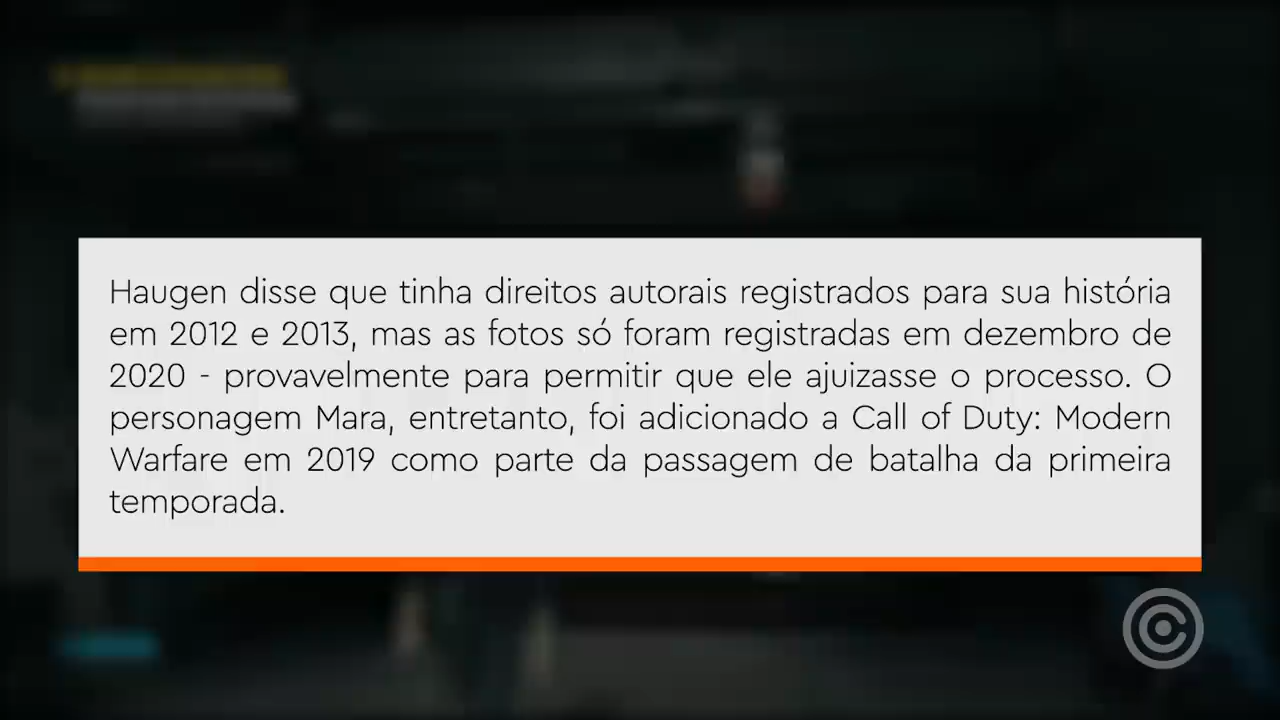 Haugen disse que tinha direitos autorais registrados para sua história
em 2012 e 2013, mas as fotos só foram registradas em dezembro de
2020 - provavelmente para permitir que ele ajuizasse o processo. O
personagem Mara, entretanto, foi adicionado a Call of Duty: Modern
Warfare em 2019 como parte da passagem de batalha da primeira
temporada.